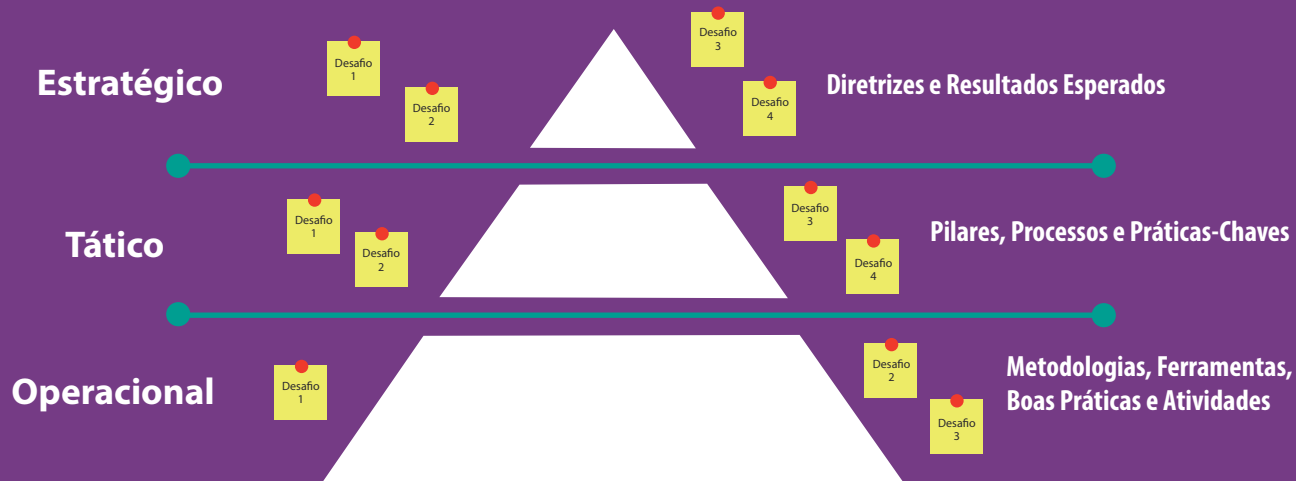 Estratégico
Desafio
1
Desafio
2
Desafio
3
Desafio
4
Diretrizes e Resultados Esperados
Tático
Desafio
1
Desafio
2
Desafio
3
Desafio
4
Pilares, Processos e Práticas-Chaves
Operacional
Desafio
1
Desafio
2
Desafio
3
Metodologias, Ferramentas,
Boas Práticas e Atividades